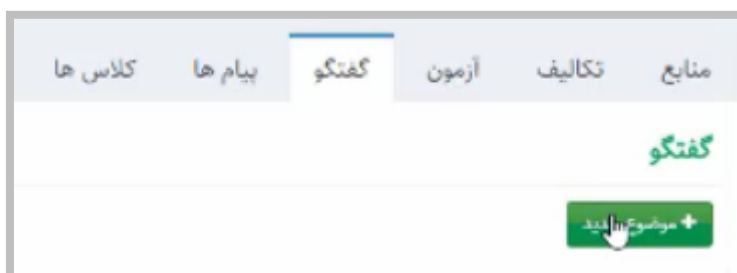 منابع تکالیف آزمون گفتگو پیام ها کلاس ها
گفتگو
+ موضوع